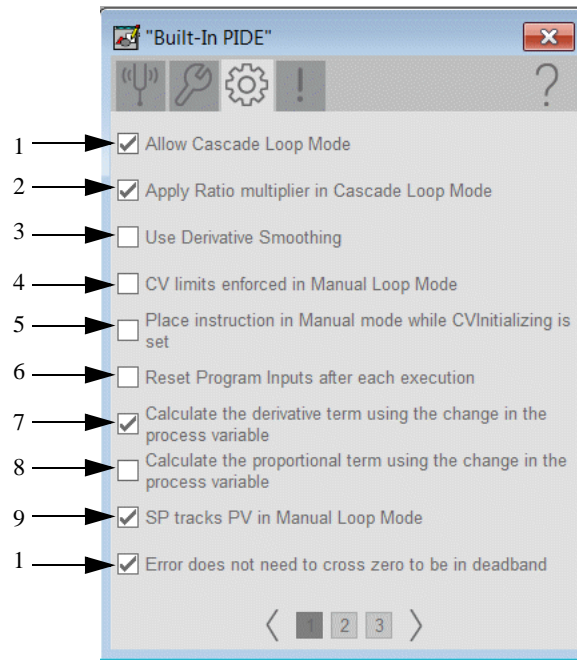 "Built-In PIDE"
?
1 Allow Cascade Loop Mode
2 Apply Ratio multiplier in Cascade Loop Mode
3 Use Derivative Smoothing
4 CV limits enforced in Manual Loop Mode
5 Place instruction in Manual mode while CVInitializing is
set
6 Reset Program Inputs after each execution
7 Calculate the derivative term using the change in the
process variable
8 Calculate the proportional term using the change in the
process variable
9 SP tracks PV in Manual Loop Mode
1 Error does not need to cross zero to be in deadband
1 2 3